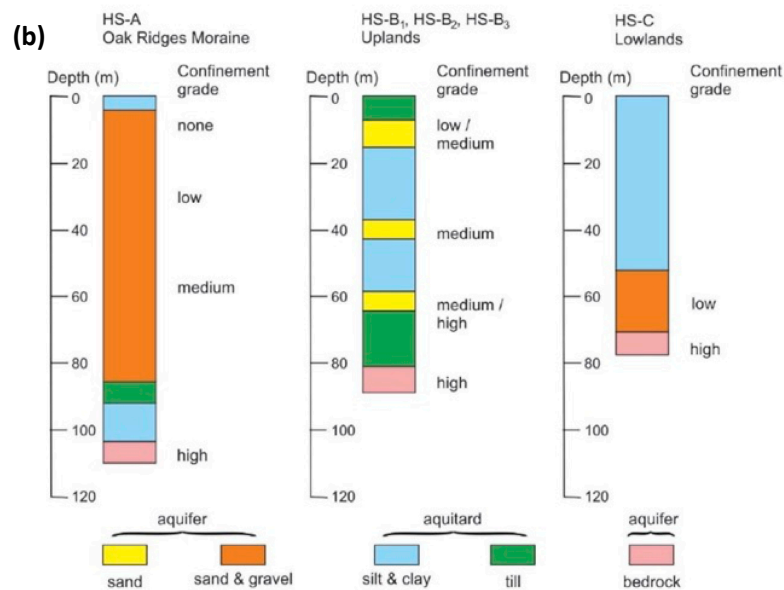 (b)
HS-A
Oak Ridges Moraine
Depth (m)
Confinement
grade
0
20
40
60
80
100
120
none
low
medium
high
HS-B1, HS-B2, HS-B3
Uplands
Depth (m)
Confinement
grade
0
20
40
60
80
100
120
low /
medium
medium
medium /
high
high
HS-C
Lowlands
Depth (m)
Confinement
grade
0
20
40
60
80
100
120
low
high
aquifer
sand
sand & gravel
aquitard
silt & clay
till
aquifer
bedrock